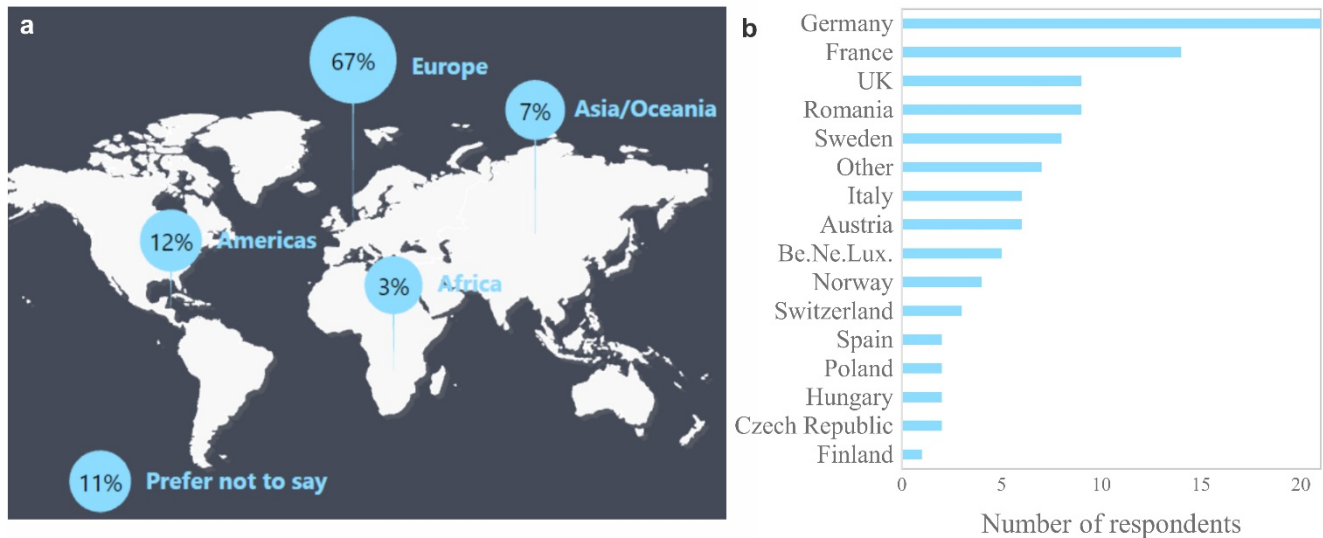 a
67%
Europe
7%
Asia/Oceania
12%
Americas
3%
Africa
11%
Prefer not to say
b
Germany
France
UK
Romania
Sweden
Other
Italy
Austria
Be.Ne.Lux.
Norway
Switzerland
Spain
Poland
Hungary
Czech Republic
Finland
0 5 10 15 20
Number of respondents